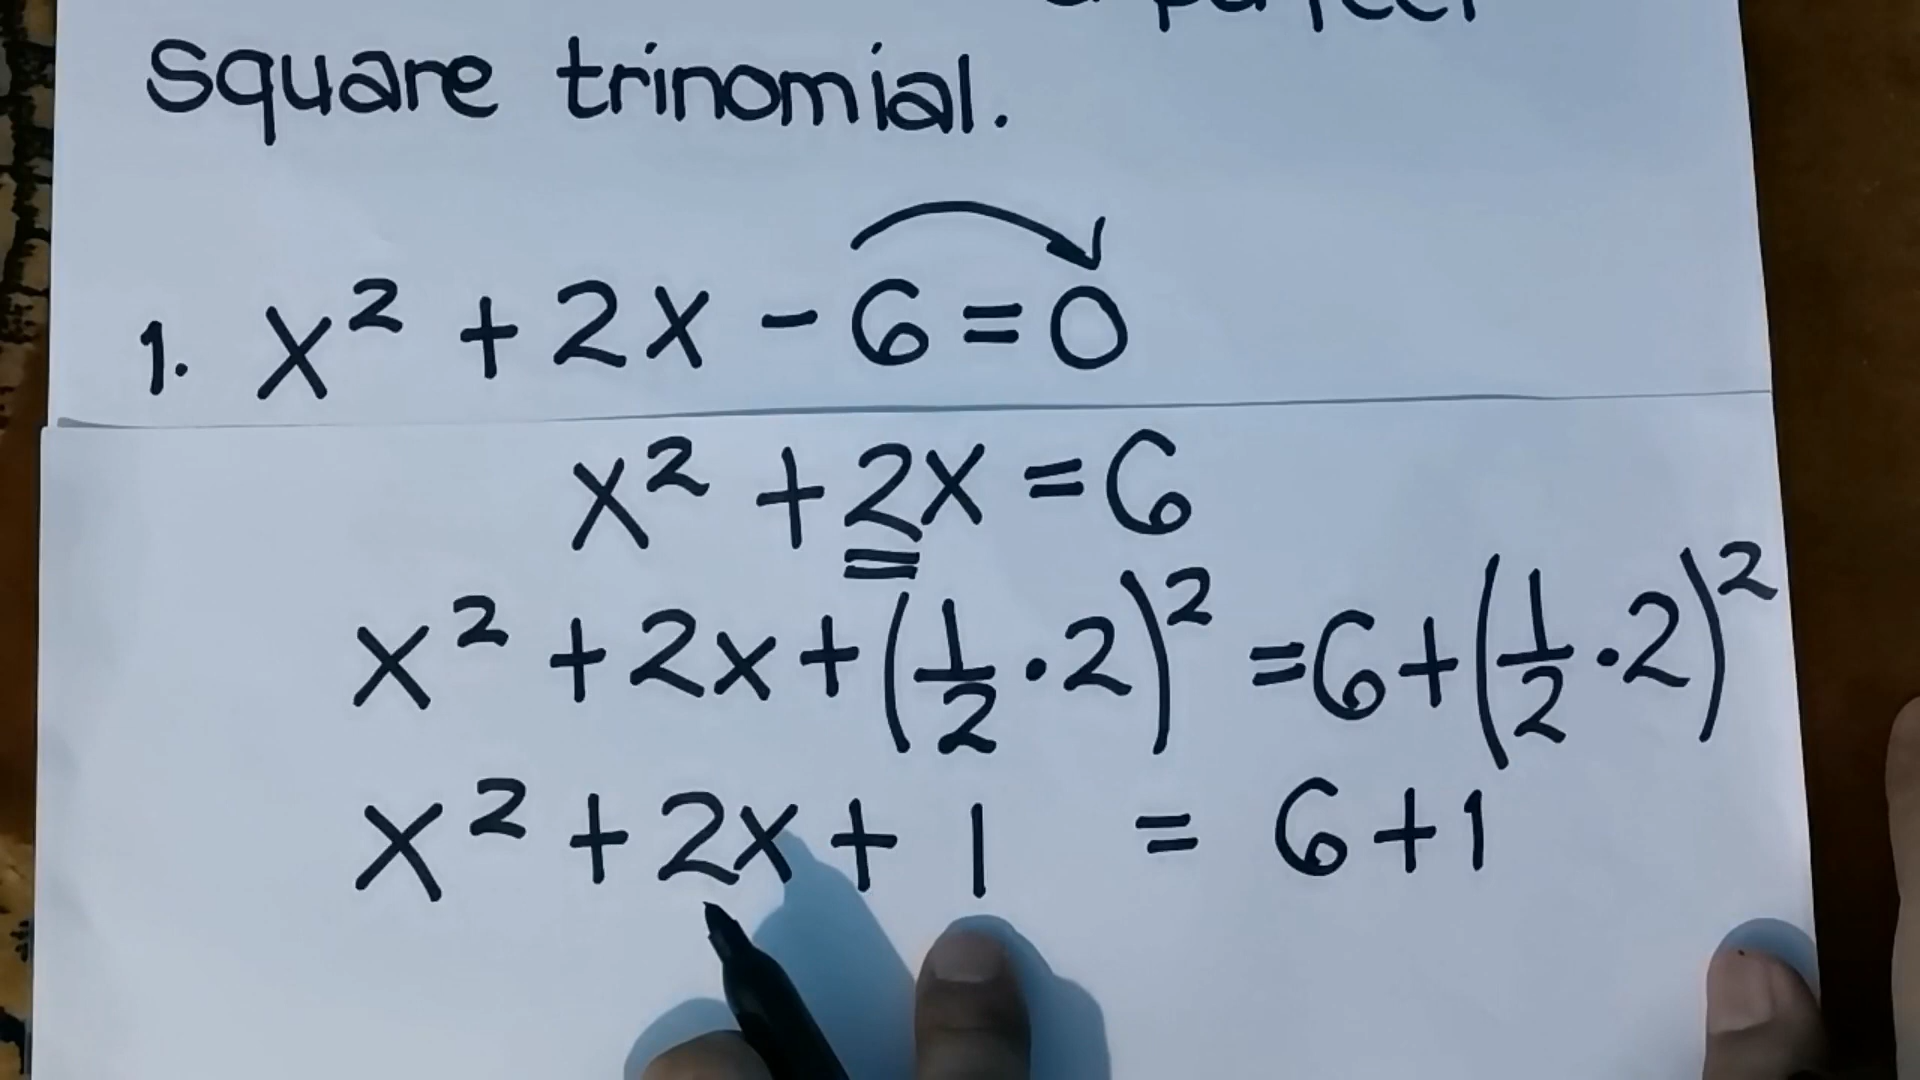 square trinomial.
1. x² + 2x - 6 = 0
x² + 2x = 6
x² + 2x + (1/2 · 2)² = 6 + (1/2 · 2)²
x² + 2x + 1 = 6 + 1